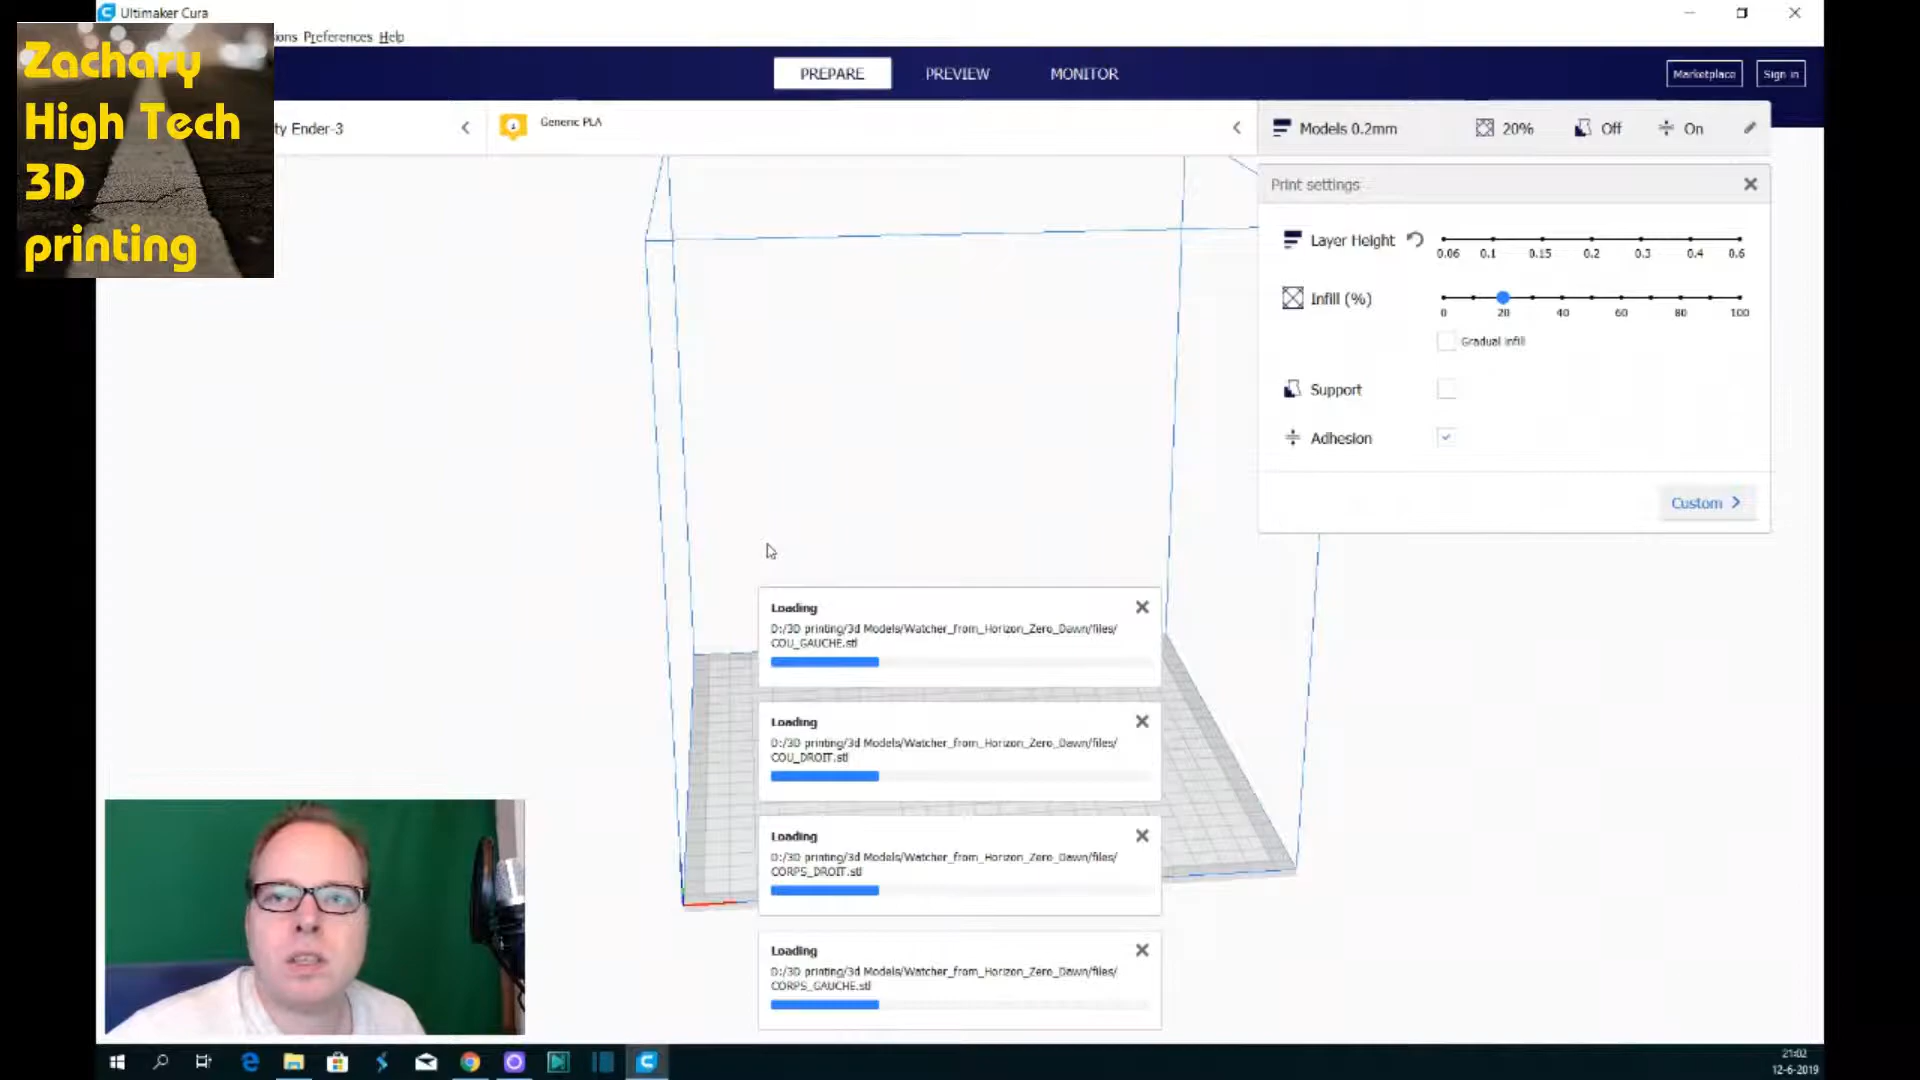 Ultimaker Cura
ions Preferences Help
Zachary
High Tech
3D
printing
PREPARE PREVIEW MONITOR
Marketplace Sign in
ty Ender-3
Generic PLA
Models 0.2mm 20% Off On
Print settings
Layer Height
0.06 0.1 0.15 0.2 0.3 0.4 0.6
Infill (%)
0 20 40 60 80 100
Gradual infill
Support
Adhesion
Custom
Loading
D:/3D printing/3d Models/Watcher_from_Horizon_Zero_Dawn/files/
COU_GAUCHE.stl
Loading
D:/3D printing/3d Models/Watcher_from_Horizon_Zero_Dawn/files/
COU_DROIT.stl
Loading
D:/3D printing/3d Models/Watcher_from_Horizon_Zero_Dawn/files/
CORPS_DROIT.stl
Loading
D:/3D printing/3d Models/Watcher_from_Horizon_Zero_Dawn/files/
CORPS_GAUCHE.stl
21:02
12-6-2019